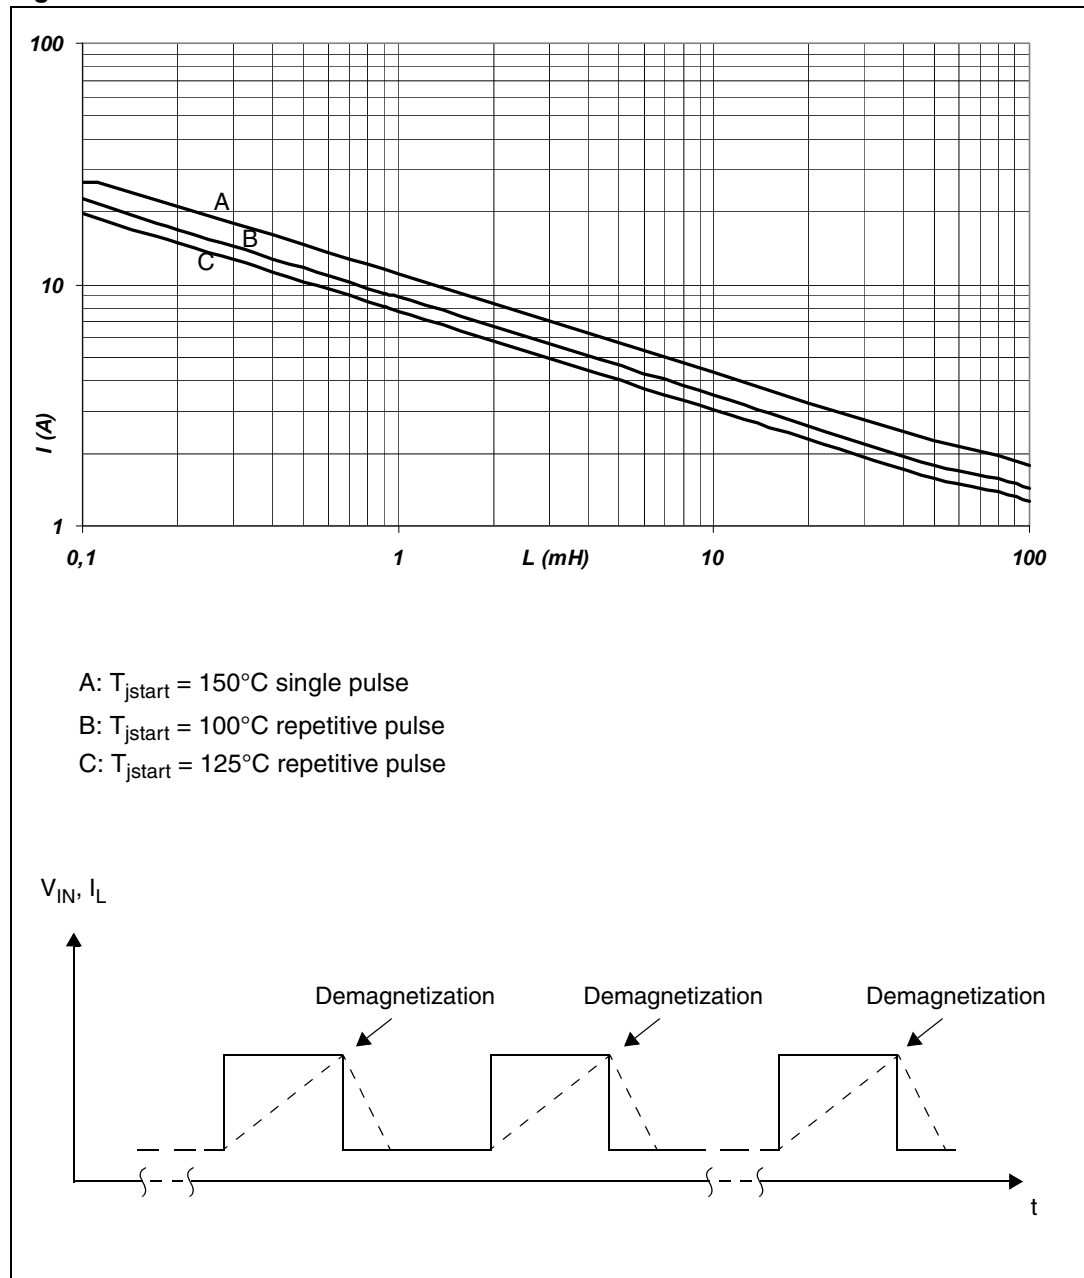 100
A
B
C
10
I (A)
1
0,1 1 L (mH) 10 100
A: Tjstart = 150°C single pulse
B: Tjstart = 100°C repetitive pulse
C: Tjstart = 125°C repetitive pulse
VIN, IL
Demagnetization Demagnetization Demagnetization
t